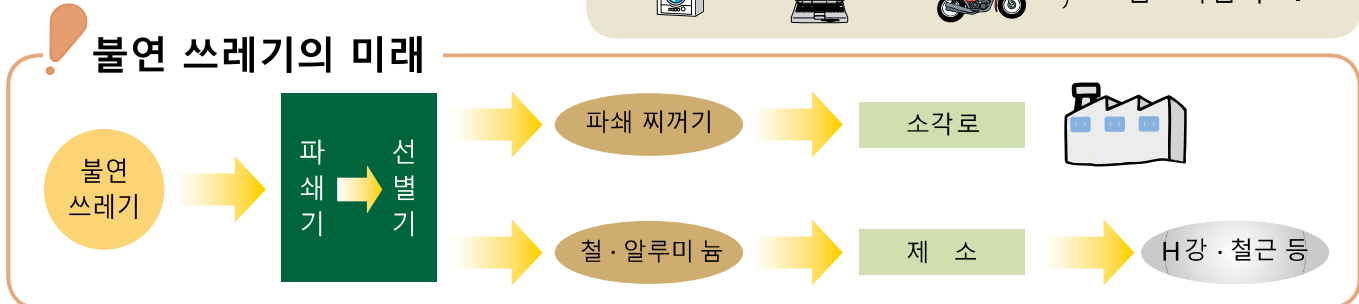 불연 쓰레기의 미래
불연
쓰레기
파쇄기
선별기
파쇄 찌꺼기
소각로
철 · 알루미 늄
제 소
H강 · 철근 등